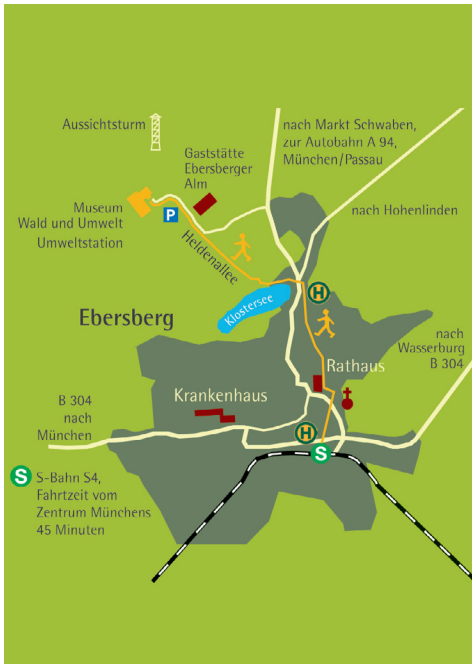 Aussichtsturm
nach Markt Schwaben,
zur Autobahn A 94,
München/Passau
Gaststätte
Ebersberger
Alm
Museum
Wald und Umwelt
Umweltstation
P
nach Hohenlinden
Heldenallee
H
Klostersee
Ebersberg
nach
Wasserburg
B 304
Rathaus
Krankenhaus
B 304
nach
München
H
S
S
S-Bahn S4,
Fahrtzeit vom
Zentrum Münchens
45 Minuten